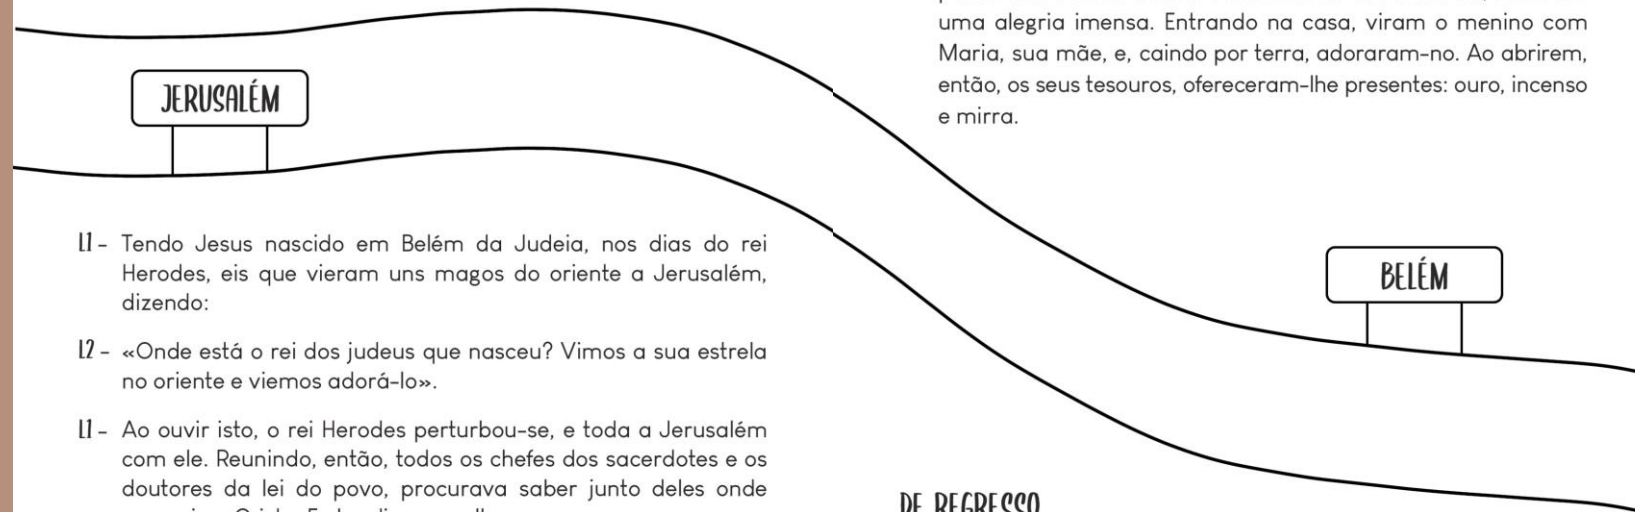 JERUSALÉM
L1 - Tendo Jesus nascido em Belém da Judeia, nos dias do rei
Herodes, eis que vieram uns magos do oriente a Jerusalém,
dizendo:
L2 - «Onde está o rei dos judeus que nasceu? Vimos a sua estrela
no oriente e viemos adorá-lo».
L1 - Ao ouvir isto, o rei Herodes perturbou-se, e toda a Jerusalém
com ele. Reunindo, então, todos os chefes dos sacerdotes e os
doutores da lei do povo, procurava saber junto deles onde
uma alegria imensa. Entrando na casa, viram o menino com
Maria, sua mãe, e, caindo por terra, adoraram-no. Ao abrirem,
então, os seus tesouros, ofereceram-lhe presentes: ouro, incenso
e mirra.
BELÉM
DE REGRESSO